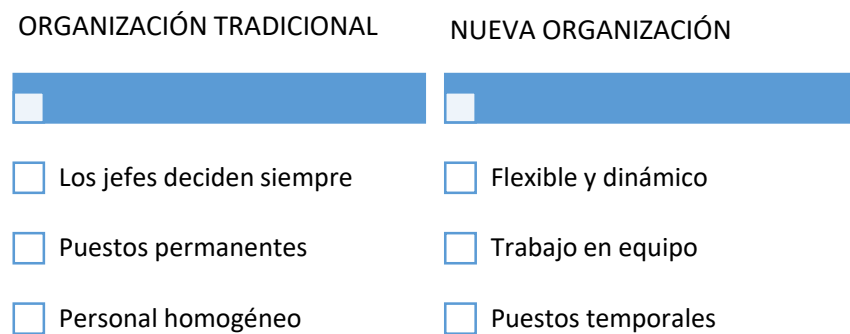 ORGANIZACIÓN TRADICIONAL
Los jefes deciden siempre
Puestos permanentes
Personal homogéneo
NUEVA ORGANIZACIÓN
Flexible y dinámico
Trabajo en equipo
Puestos temporales